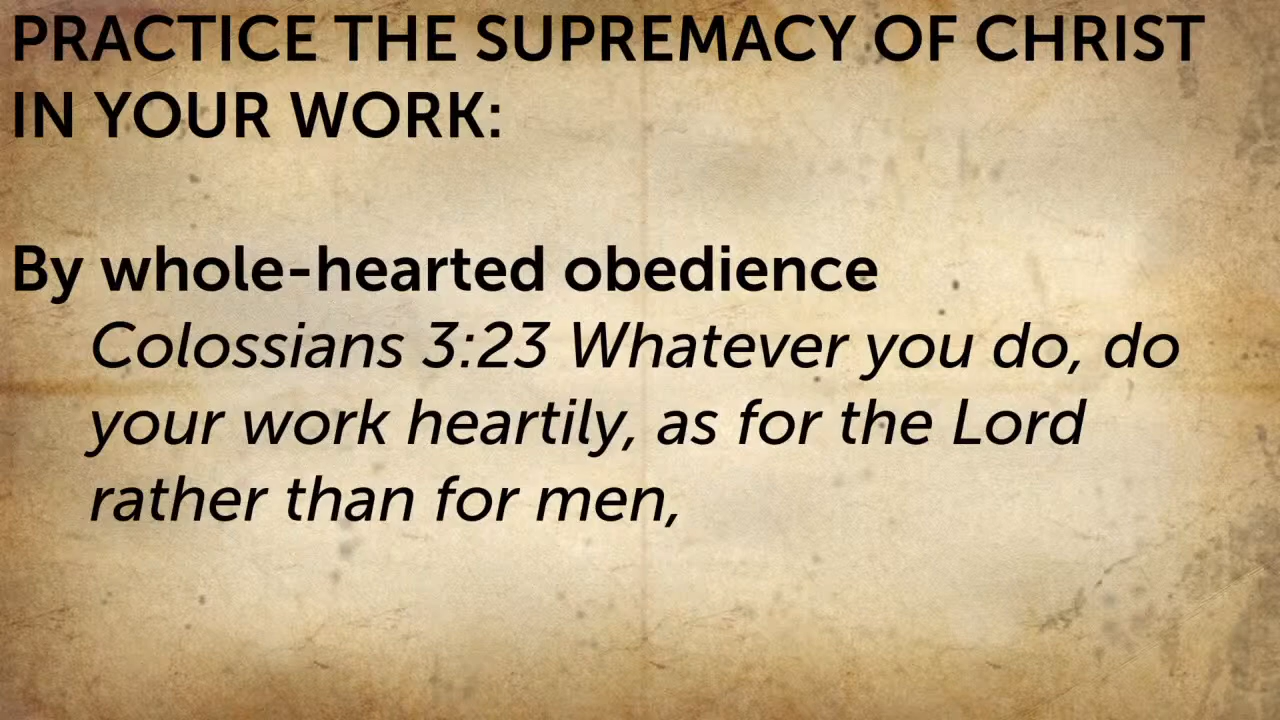 PRACTICE THE SUPREMACY OF CHRIST
IN YOUR WORK:
By whole-hearted obedience
Colossians 3:23 Whatever you do, do
your work heartily, as for the Lord
rather than for men,